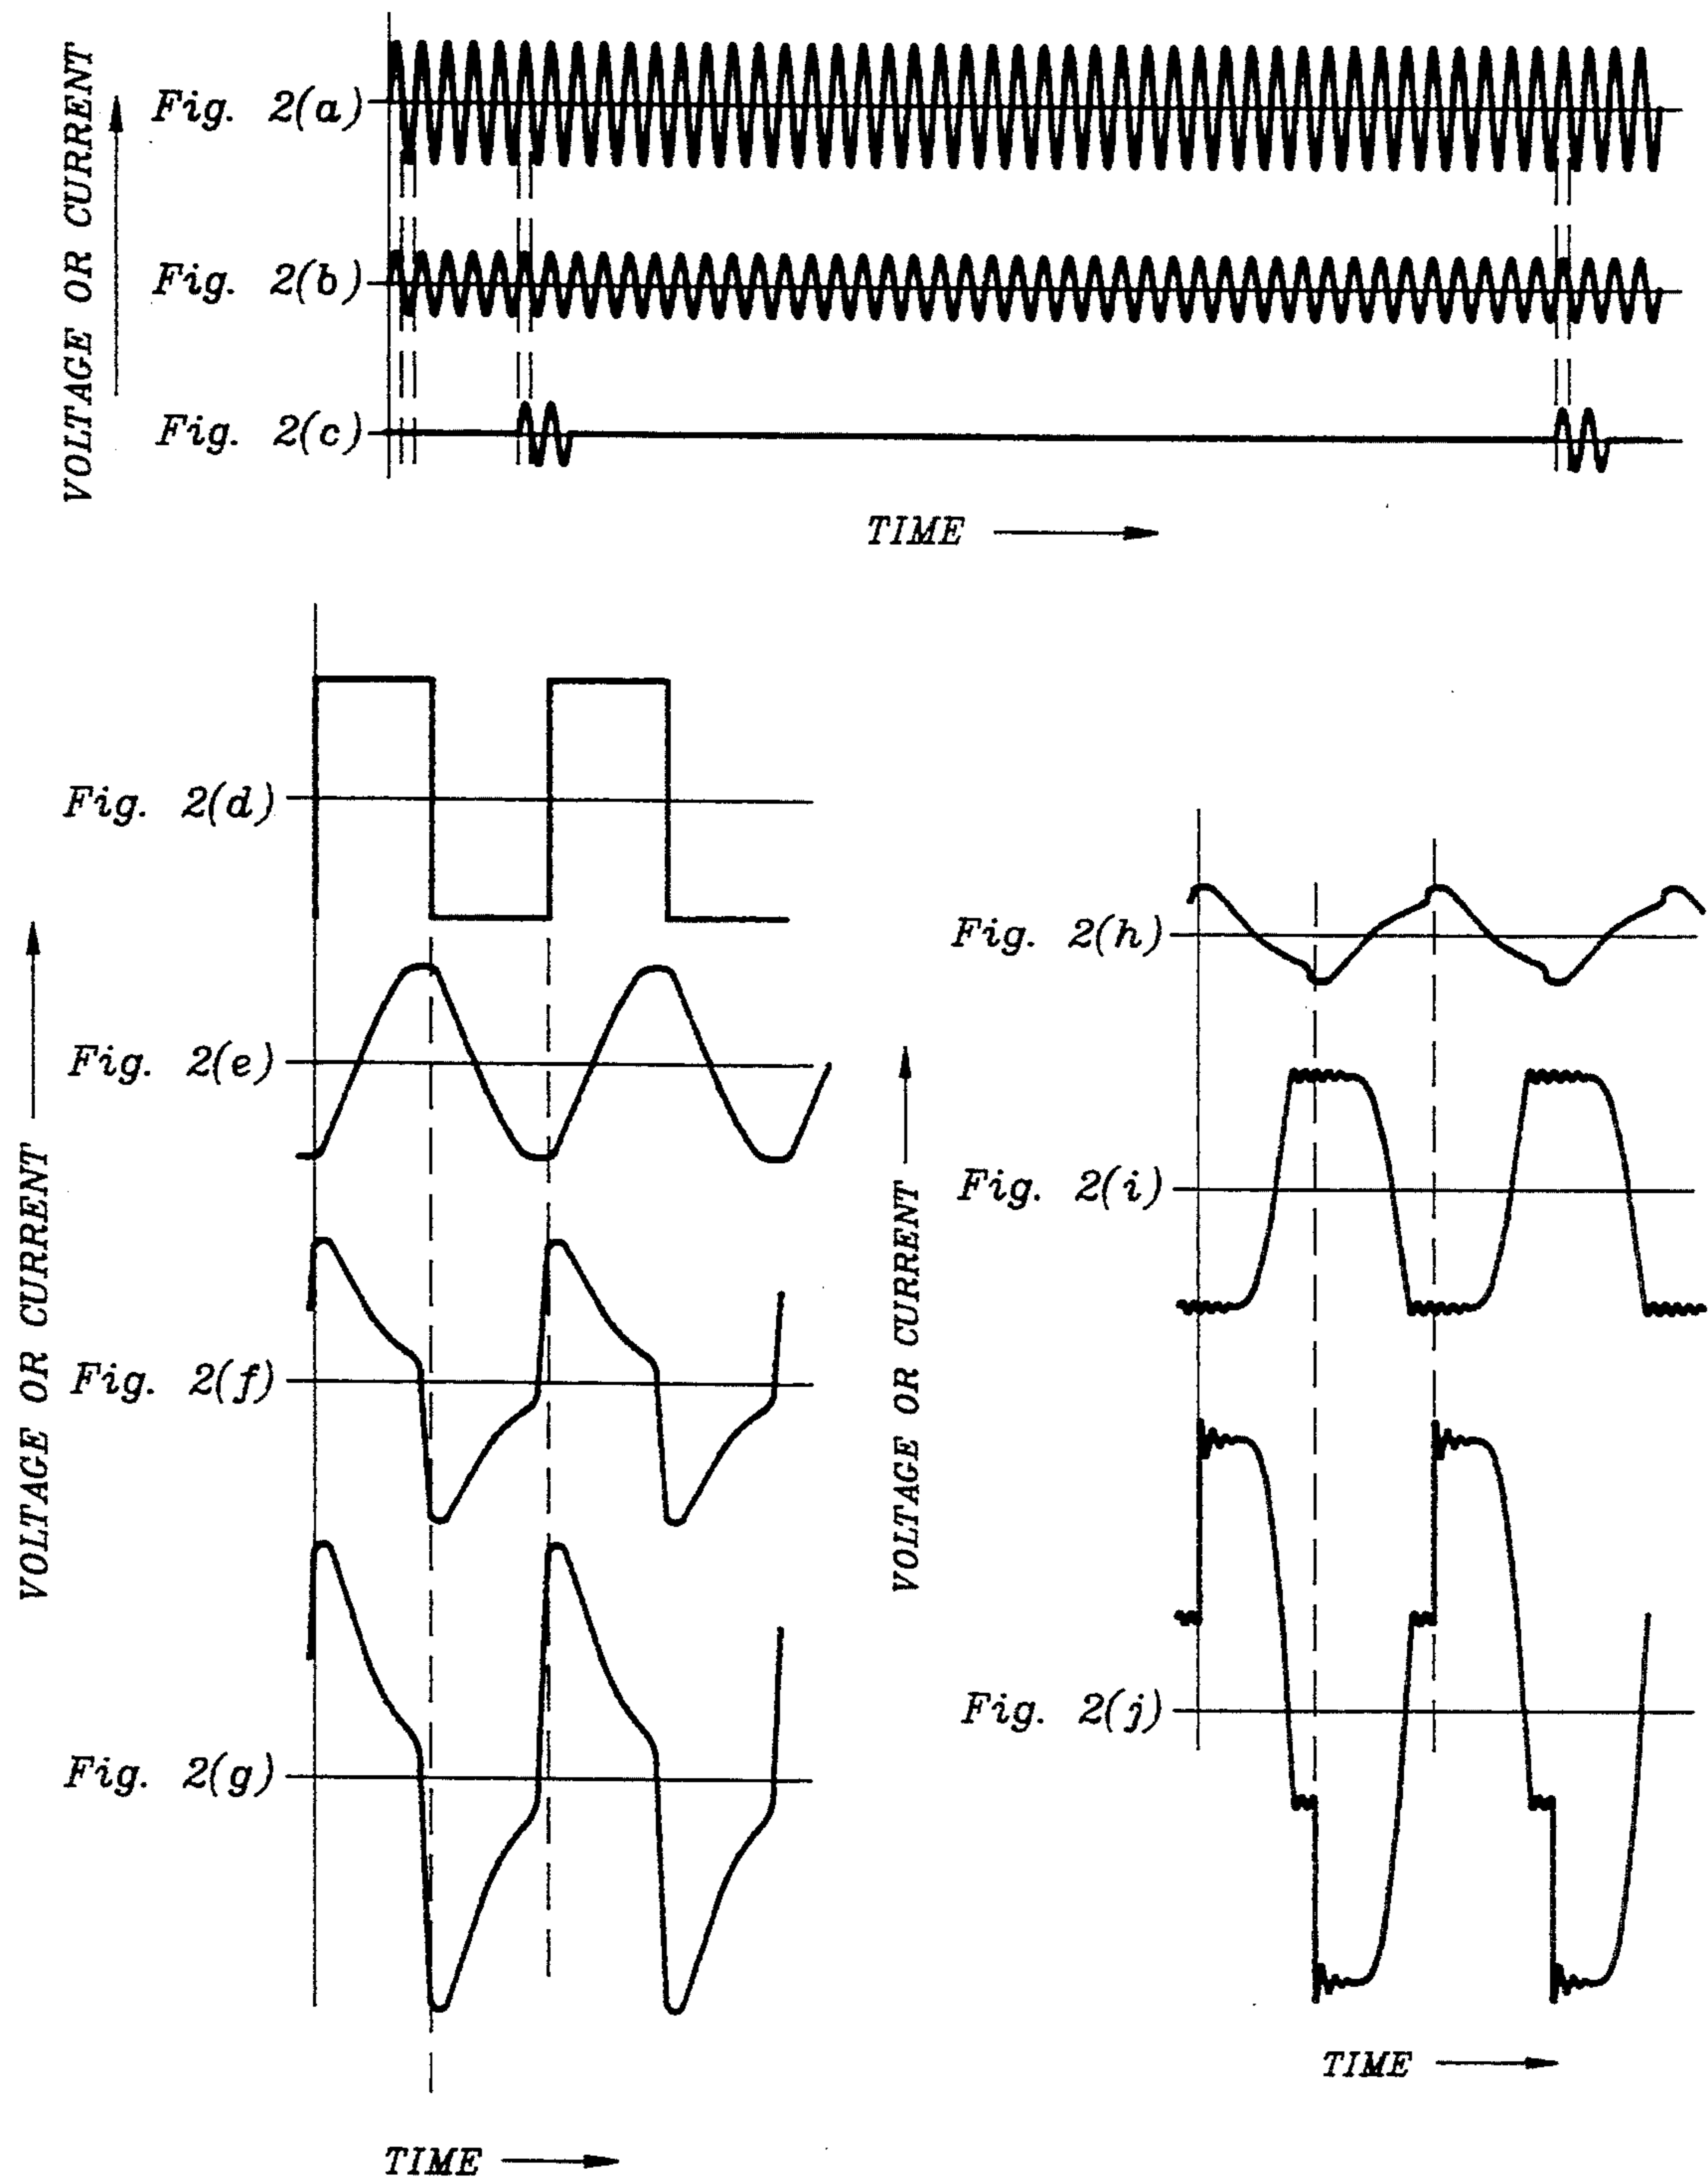 VOLTAGE OR CURRENT
Fig. 2(a)
Fig. 2(b)
Fig. 2(c)
TIME
VOLTAGE OR CURRENT
Fig. 2(d)
Fig. 2(e)
Fig. 2(f)
Fig. 2(g)
TIME
VOLTAGE OR CURRENT
Fig. 2(h)
Fig. 2(i)
Fig. 2(j)
TIME